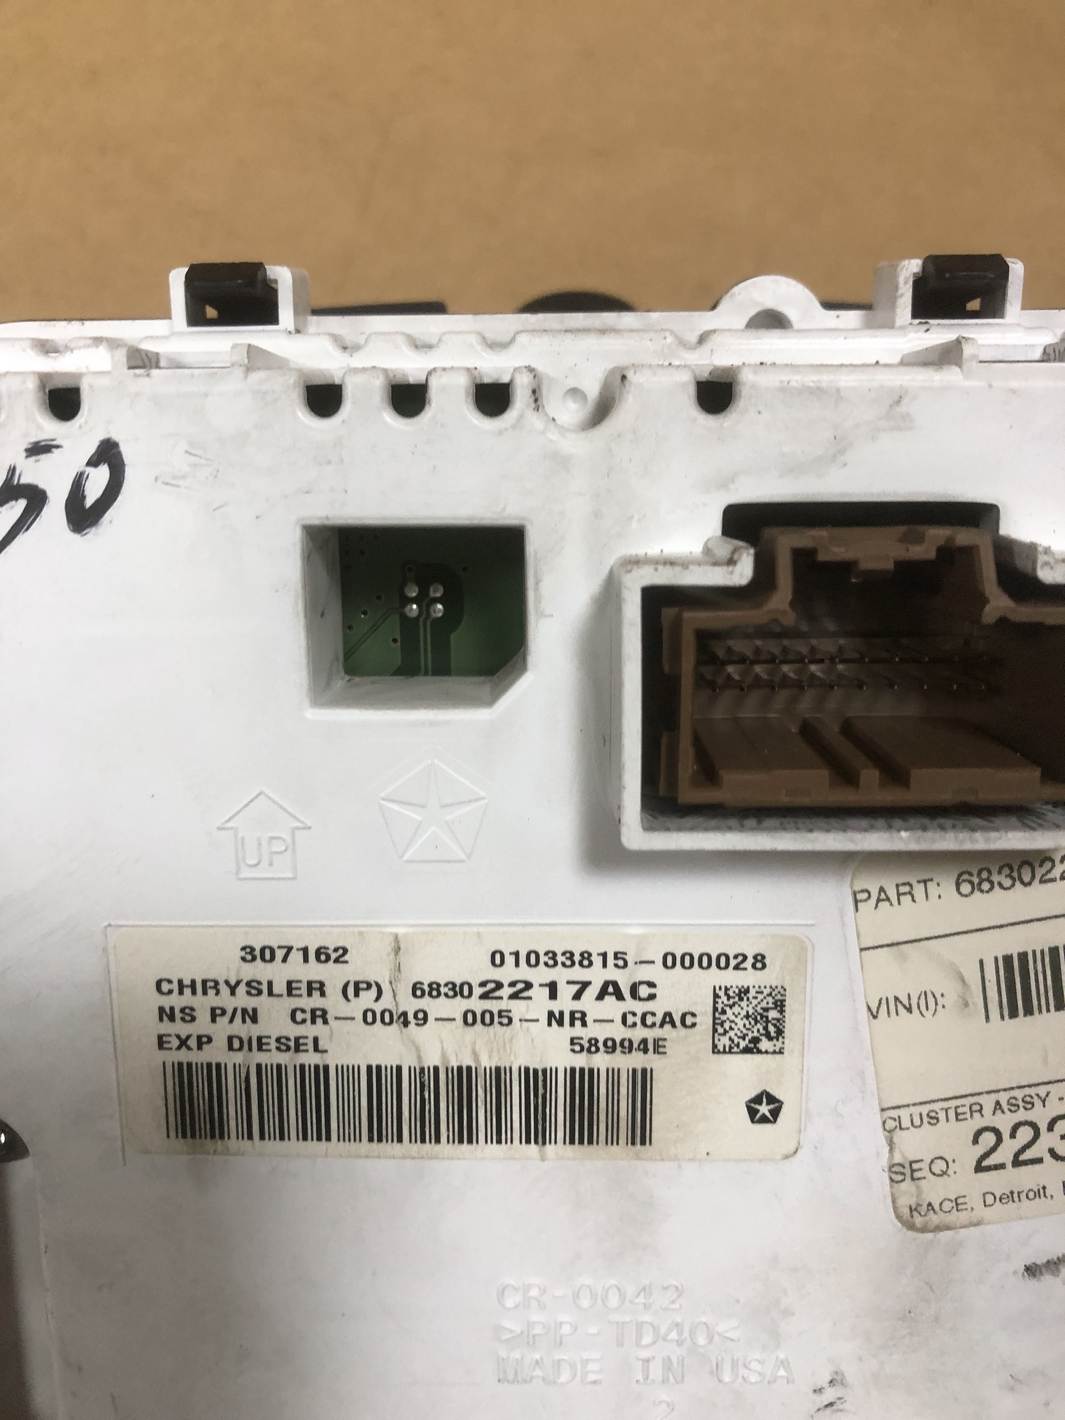 50
UP
307162 01033815-000028
CHRYSLER (P) 68302217AC
NS P/N CR-0049-005-NR-CCAC
EXP DIESEL 58994E
PART: 683022
VIN(I):
CLUSTER ASSY -
SEQ: 223
KACE, Detroit,
CR-0042
>PP-TD40<
MADE IN USA
2